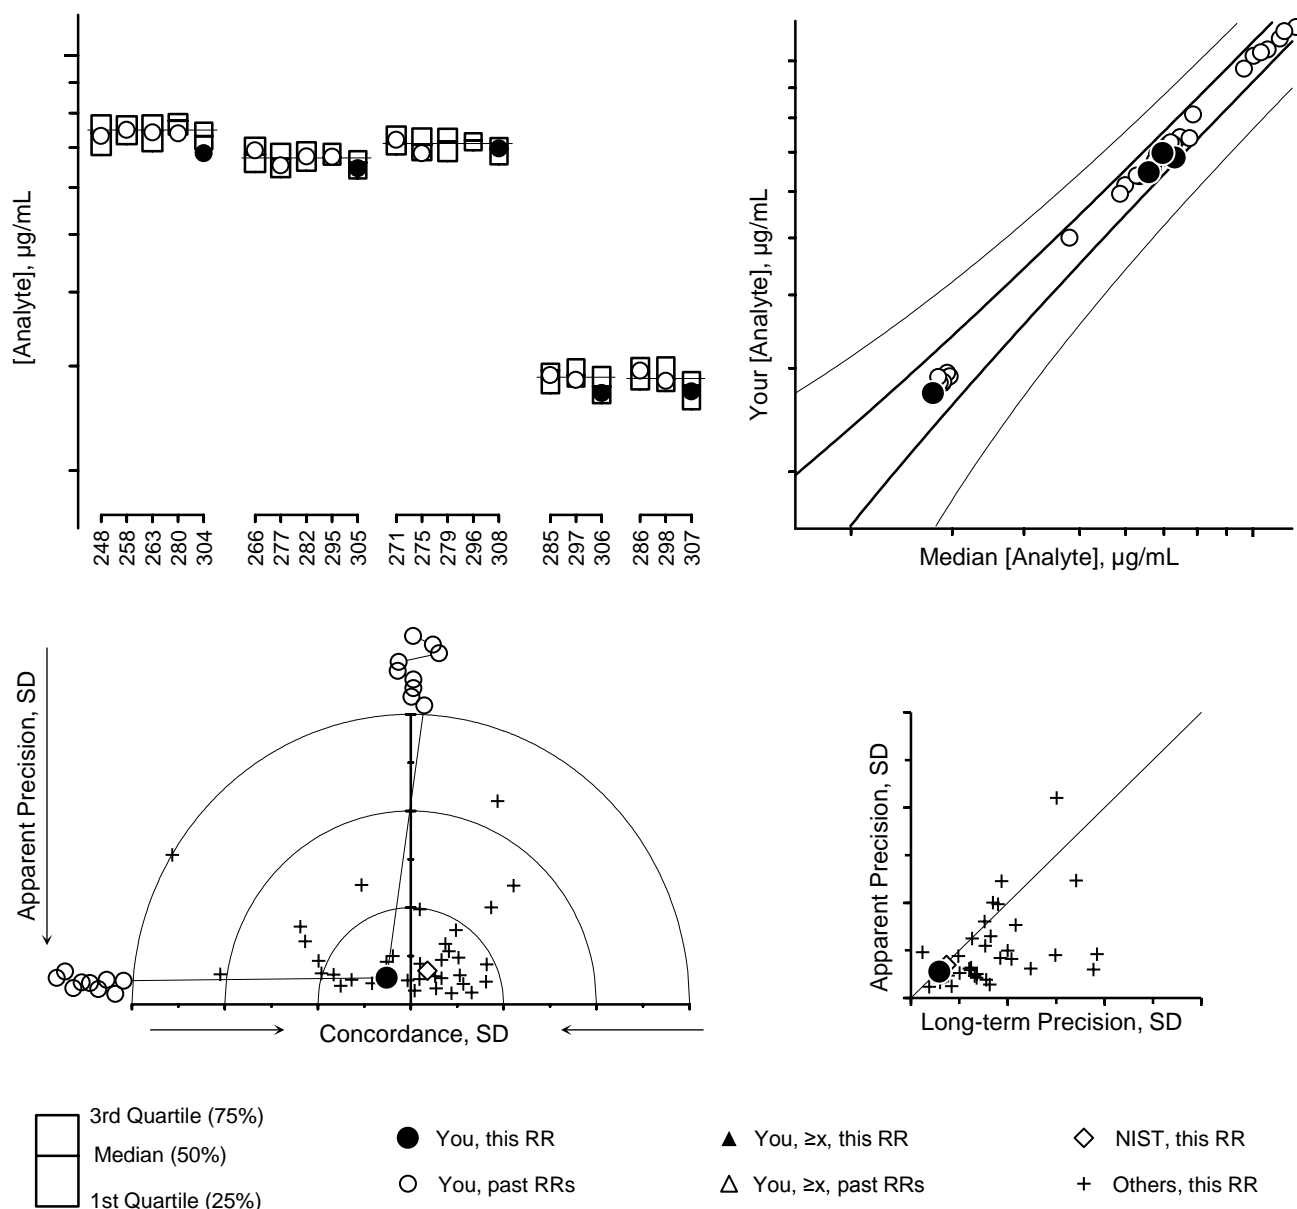 [Analyte], µg/mL
248
258
263
280
304
266
277
282
295
305
271
275
279
296
308
285
297
306
286
298
307
Your [Analyte], µg/mL
Median [Analyte], µg/mL
Apparent Precision, SD
Concordance, SD
Apparent Precision, SD
Long-term Precision, SD
3rd Quartile (75%)
Median (50%)
1st Quartile (25%)
You, this RR
You, past RRs
You, ≥x, this RR
You, ≥x, past RRs
NIST, this RR
Others, this RR